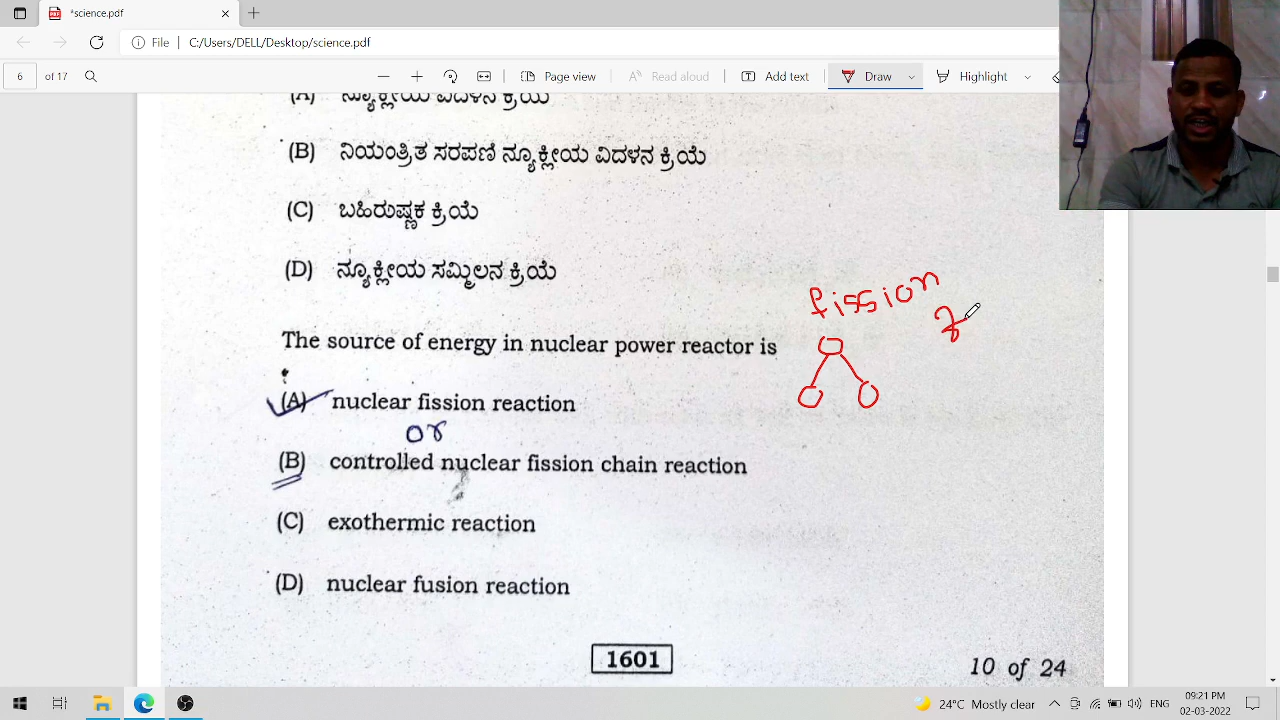 *science.pdf
File | C:/Users/DELL/Desktop/science.pdf
6 of 17 Page view Read aloud Add text Draw Highlight
(A) ನ್ಯೂಕ್ಲೀಯ ವಿದಳನ ಕ್ರಿಯೆ
(B) ನಿಯಂತ್ರಿತ ಸರಪಣಿ ನ್ಯೂಕ್ಲೀಯ ವಿದಳನ ಕ್ರಿಯೆ
(C) ಬಹಿರುಷ್ಣಕ ಕ್ರಿಯೆ
(D) ನ್ಯೂಕ್ಲೀಯ ಸಮ್ಮಿಲನ ಕ್ರಿಯೆ
fission
The source of energy in nuclear power reactor is
(A) nuclear fission reaction
or
(B) controlled nuclear fission chain reaction
(C) exothermic reaction
(D) nuclear fusion reaction
1601
10 of 24
24°C Mostly clear ENG 09:21 PM
02-03-2022